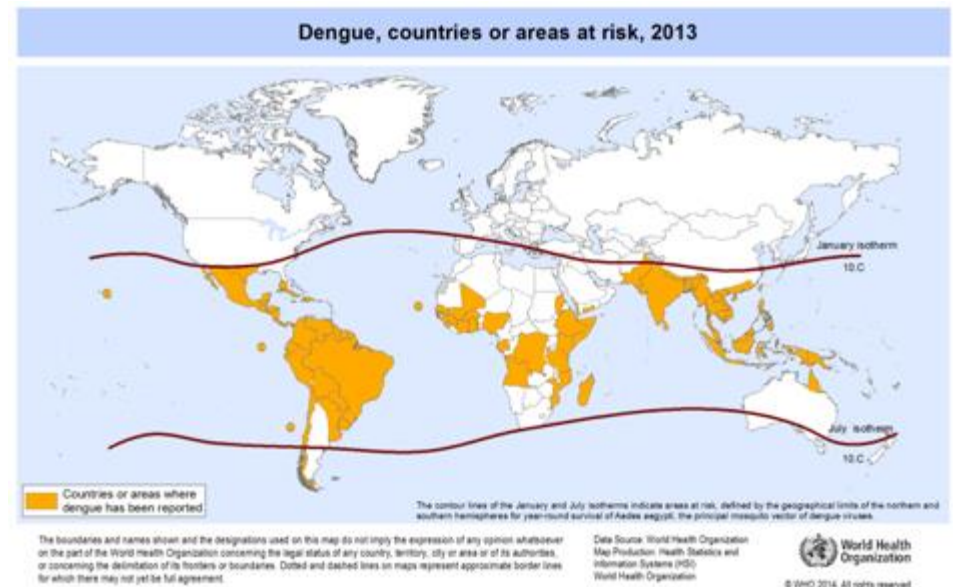 Dengue, countries or areas at risk, 2013
January isotherm
10.C
July isotherm
10.C
Countries or areas where
dengue has been reported
The contour lines of the January and July isotherms indicate areas at risk, defined by the geographical limits of the northern and
southern hemispheres for year-round survival of Aedes aegypti, the principal mosquito vector of dengue viruses.
The boundaries and names shown and the designations used on this map do not imply the expression of any opinion whatsoever
on the part of the World Health Organization concerning the legal status of any country, territory, city or area or of its authorities,
or concerning the delimitation of its frontiers or boundaries. Dotted and dashed lines on maps represent approximate border lines
for which there may not yet be full agreement.
Data Source: World Health Organization
Map Production: Health Statistics and
Information Systems (HSI)
World Health Organization
World Health
Organization
© WHO 2014. All rights reserved.